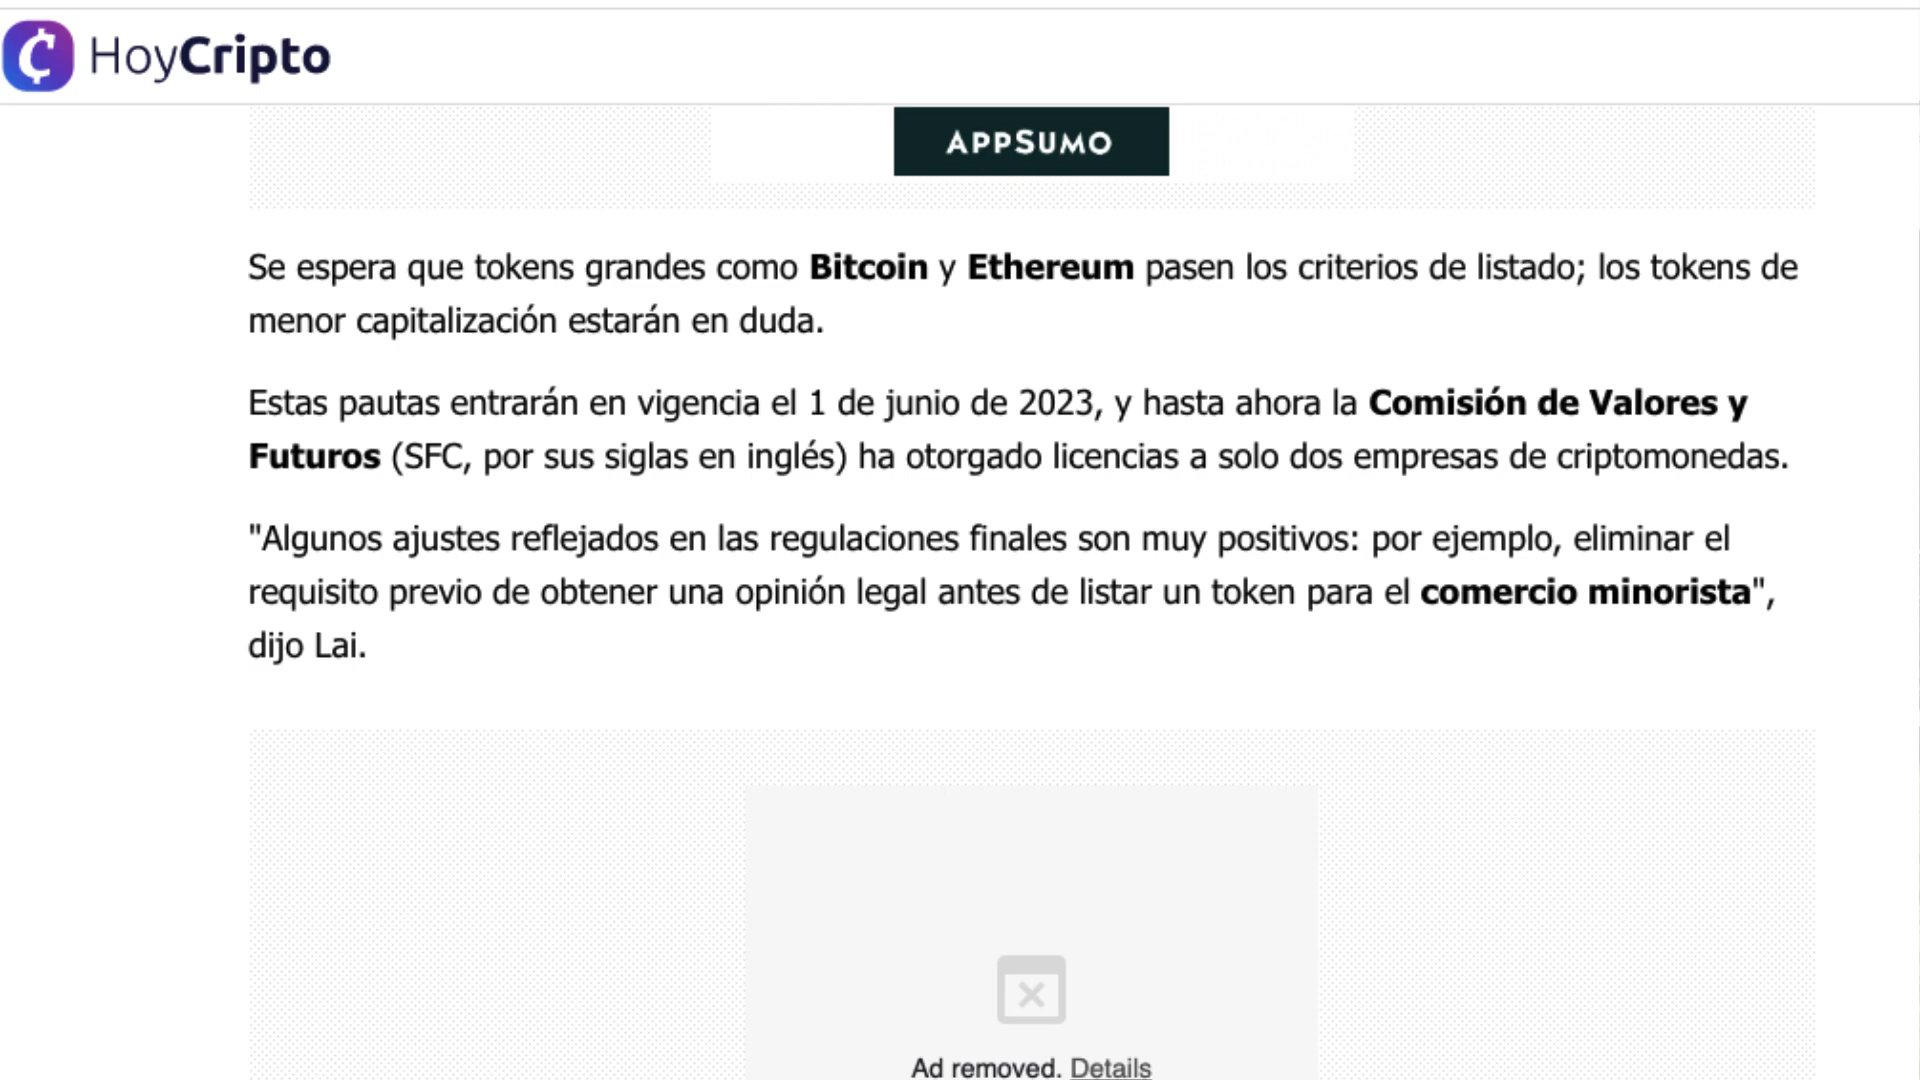 HoyCripto
APPSUMO
Se espera que tokens grandes como Bitcoin y Ethereum pasen los criterios de listado; los tokens de
menor capitalización estarán en duda.
Estas pautas entrarán en vigencia el 1 de junio de 2023, y hasta ahora la Comisión de Valores y
Futuros (SFC, por sus siglas en inglés) ha otorgado licencias a solo dos empresas de criptomonedas.
"Algunos ajustes reflejados en las regulaciones finales son muy positivos: por ejemplo, eliminar el
requisito previo de obtener una opinión legal antes de listar un token para el comercio minorista",
dijo Lai.
Ad removed. Details